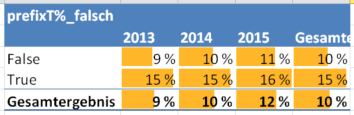 prefixT%_falsch
2013 2014 2015 Gesamte
False 9 % 10 % 11 % 10 %
True 15 % 15 % 16 % 15 %
Gesamtergebnis 9 % 10 % 12 % 10 %